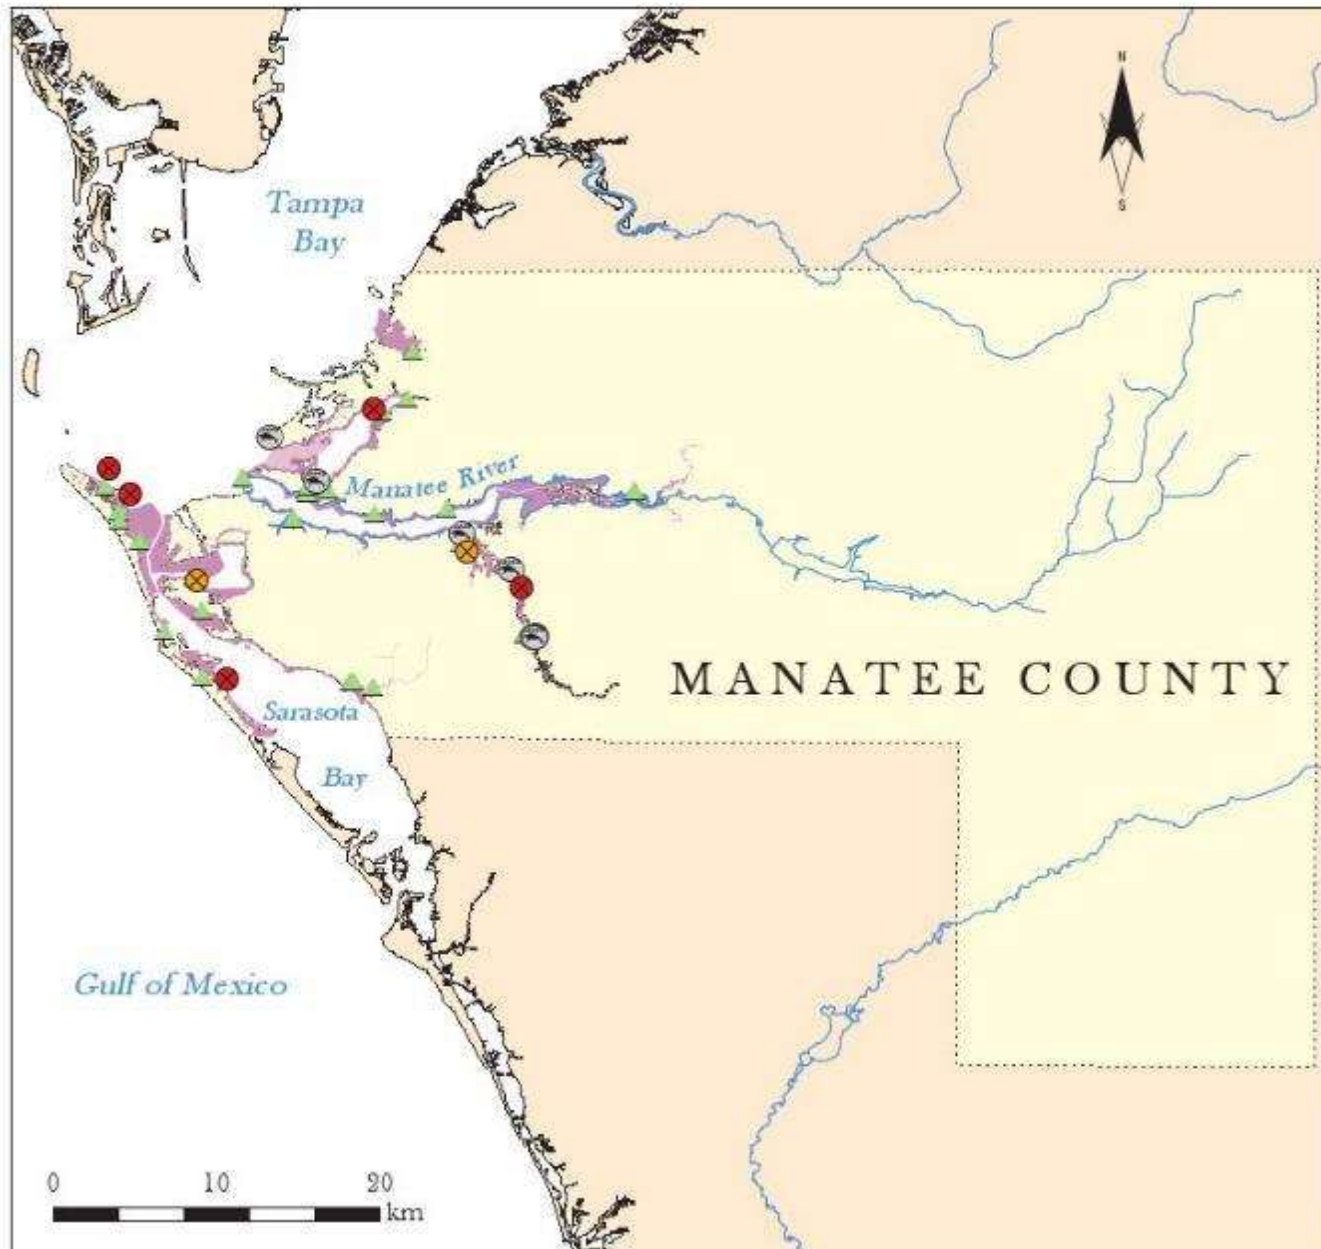 N
S
Tampa
Bay
Manatee River
MANATEE COUNTY
Sarasota
Bay
Gulf of Mexico
0 10 20
km